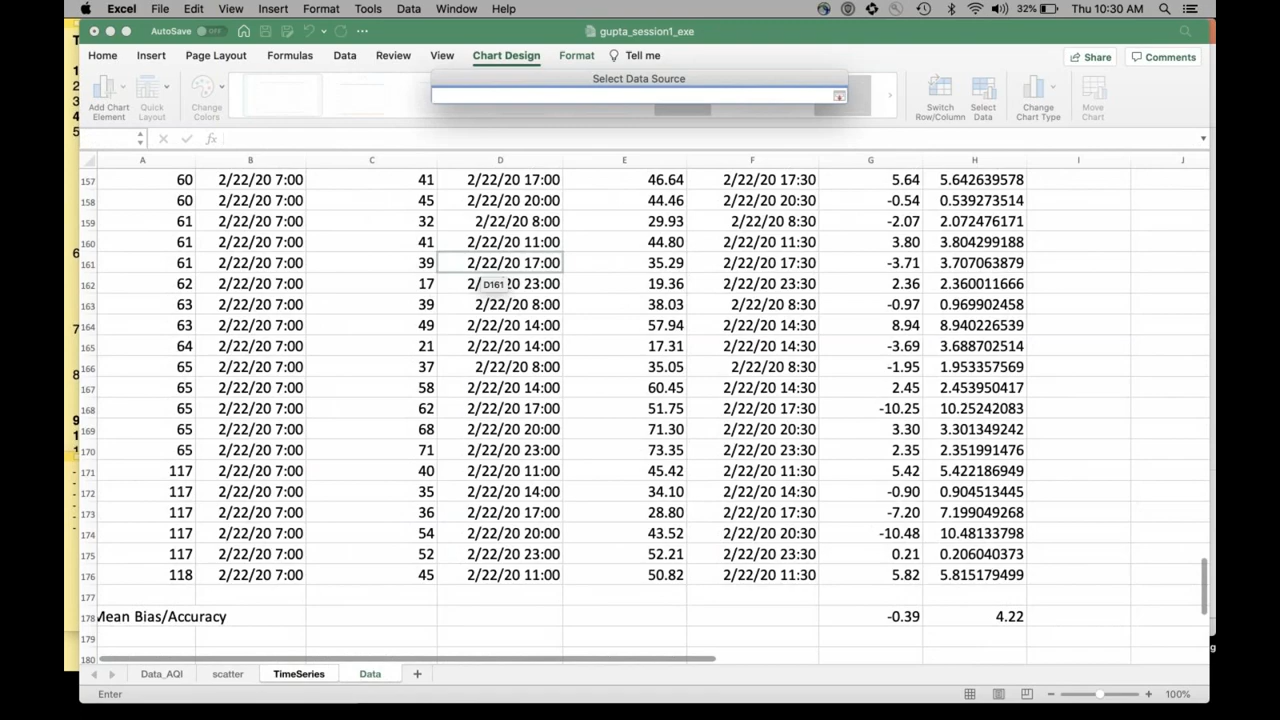 Excel File Edit View Insert Format Tools Data Window Help 32% Thu 10:30 AM
AutoSave OFF gupta_session1_exe
Home Insert Page Layout Formulas Data Review View Chart Design Format Tell me Share Comments
Select Data Source
Add Chart Element Quick Layout Change Colors Switch Row/Column Select Data Change Chart Type Move Chart
fx
A B C D E F G H I J
157 60 2/22/20 7:00 41 2/22/20 17:00 46.64 2/22/20 17:30 5.64 5.642639578
158 60 2/22/20 7:00 45 2/22/20 20:00 44.46 2/22/20 20:30 -0.54 0.539273514
159 61 2/22/20 7:00 32 2/22/20 8:00 29.93 2/22/20 8:30 -2.07 2.072476171
160 61 2/22/20 7:00 41 2/22/20 11:00 44.80 2/22/20 11:30 3.80 3.804299188
161 61 2/22/20 7:00 39 2/22/20 17:00 35.29 2/22/20 17:30 -3.71 3.707063879
162 62 2/22/20 7:00 17 2/ D161 20 23:00 19.36 2/22/20 23:30 2.36 2.360011666
163 63 2/22/20 7:00 39 2/22/20 8:00 38.03 2/22/20 8:30 -0.97 0.969902458
164 63 2/22/20 7:00 49 2/22/20 14:00 57.94 2/22/20 14:30 8.94 8.940226539
165 64 2/22/20 7:00 21 2/22/20 14:00 17.31 2/22/20 14:30 -3.69 3.688702514
166 65 2/22/20 7:00 37 2/22/20 8:00 35.05 2/22/20 8:30 -1.95 1.953357569
167 65 2/22/20 7:00 58 2/22/20 14:00 60.45 2/22/20 14:30 2.45 2.453950417
168 65 2/22/20 7:00 62 2/22/20 17:00 51.75 2/22/20 17:30 -10.25 10.25242083
169 65 2/22/20 7:00 68 2/22/20 20:00 71.30 2/22/20 20:30 3.30 3.301349242
170 65 2/22/20 7:00 71 2/22/20 23:00 73.35 2/22/20 23:30 2.35 2.351991476
171 117 2/22/20 7:00 40 2/22/20 11:00 45.42 2/22/20 11:30 5.42 5.422186949
172 117 2/22/20 7:00 35 2/22/20 14:00 34.10 2/22/20 14:30 -0.90 0.904513445
173 117 2/22/20 7:00 36 2/22/20 17:00 28.80 2/22/20 17:30 -7.20 7.199049268
174 117 2/22/20 7:00 54 2/22/20 20:00 43.52 2/22/20 20:30 -10.48 10.48133798
175 117 2/22/20 7:00 52 2/22/20 23:00 52.21 2/22/20 23:30 0.21 0.206040373
176 118 2/22/20 7:00 45 2/22/20 11:00 50.82 2/22/20 11:30 5.82 5.815179499
177
178 Mean Bias/Accuracy -0.39 4.22
179
180
Data_AQI scatter TimeSeries Data
Enter 100%